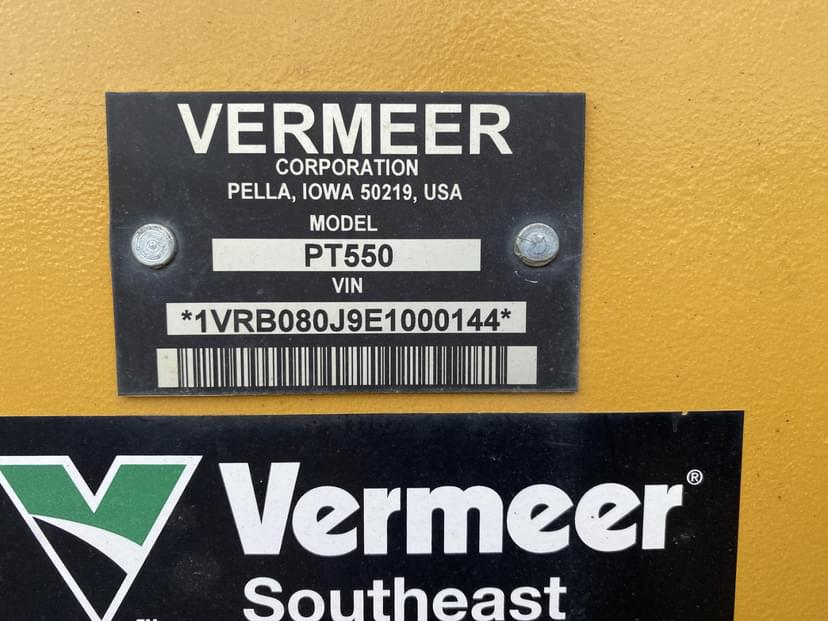 VERMEER
CORPORATION
PELLA, IOWA 50219, USA
MODEL
PT550
VIN
*1VRB080J9E1000144*
Vermeer®
Southeast